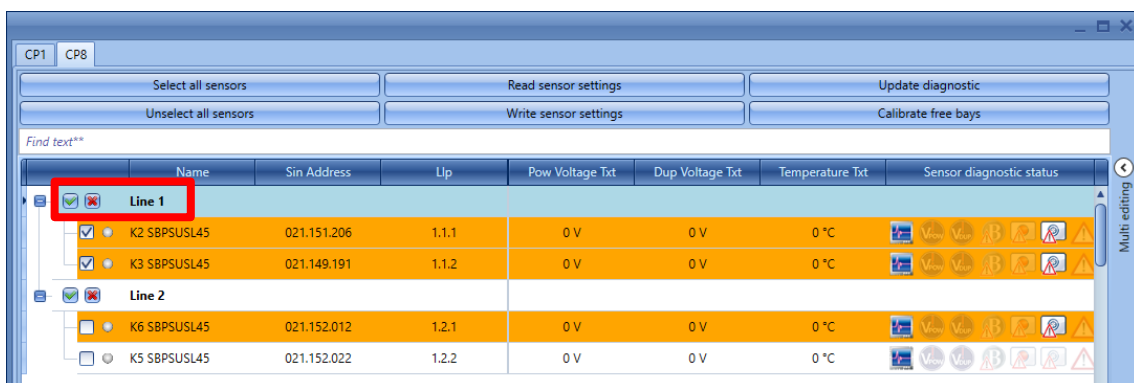 CP1 CP8
Select all sensors Read sensor settings Update diagnostic
Unselect all sensors Write sensor settings Calibrate free bays
Find text**
Name Sin Address Llp Pow Voltage Txt Dup Voltage Txt Temperature Txt Sensor diagnostic status
Multi editing
Line 1
K2 SBPSUSL45 021.151.206 1.1.1 0 V 0 V 0 °C
K3 SBPSUSL45 021.149.191 1.1.2 0 V 0 V 0 °C
Line 2
K6 SBPSUSL45 021.152.012 1.2.1 0 V 0 V 0 °C
K5 SBPSUSL45 021.152.022 1.2.2 0 V 0 V 0 °C